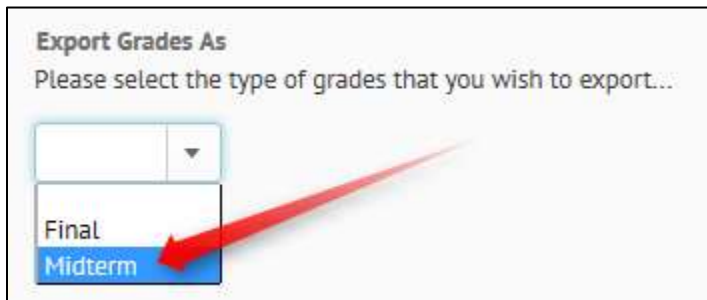 Export Grades As
Please select the type of grades that you wish to export...
Final
Midterm